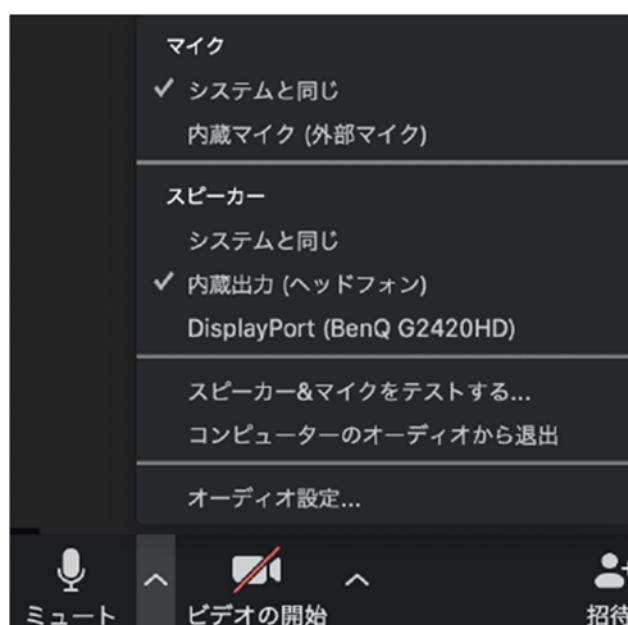 マイク
システムと同じ
内蔵マイク (外部マイク)
スピーカー
システムと同じ
内蔵出力 (ヘッドフォン)
DisplayPort (BenQ G2420HD)
スピーカー&マイクをテストする...
コンピューターのオーディオから退出
オーディオ設定...
ミュート
ビデオの開始
招待